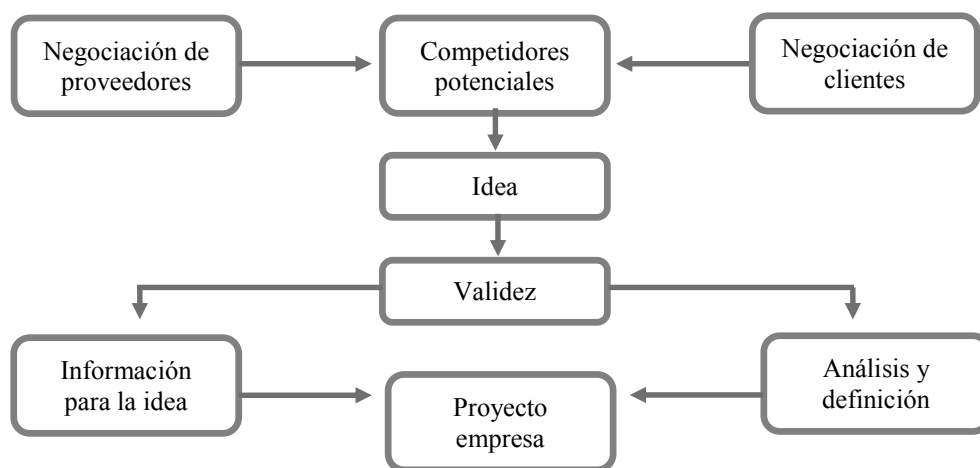 Negociación de
proveedores
Competidores
potenciales
Negociación de
clientes
Idea
Validez
Información
para la idea
Proyecto
empresa
Análisis y
definición